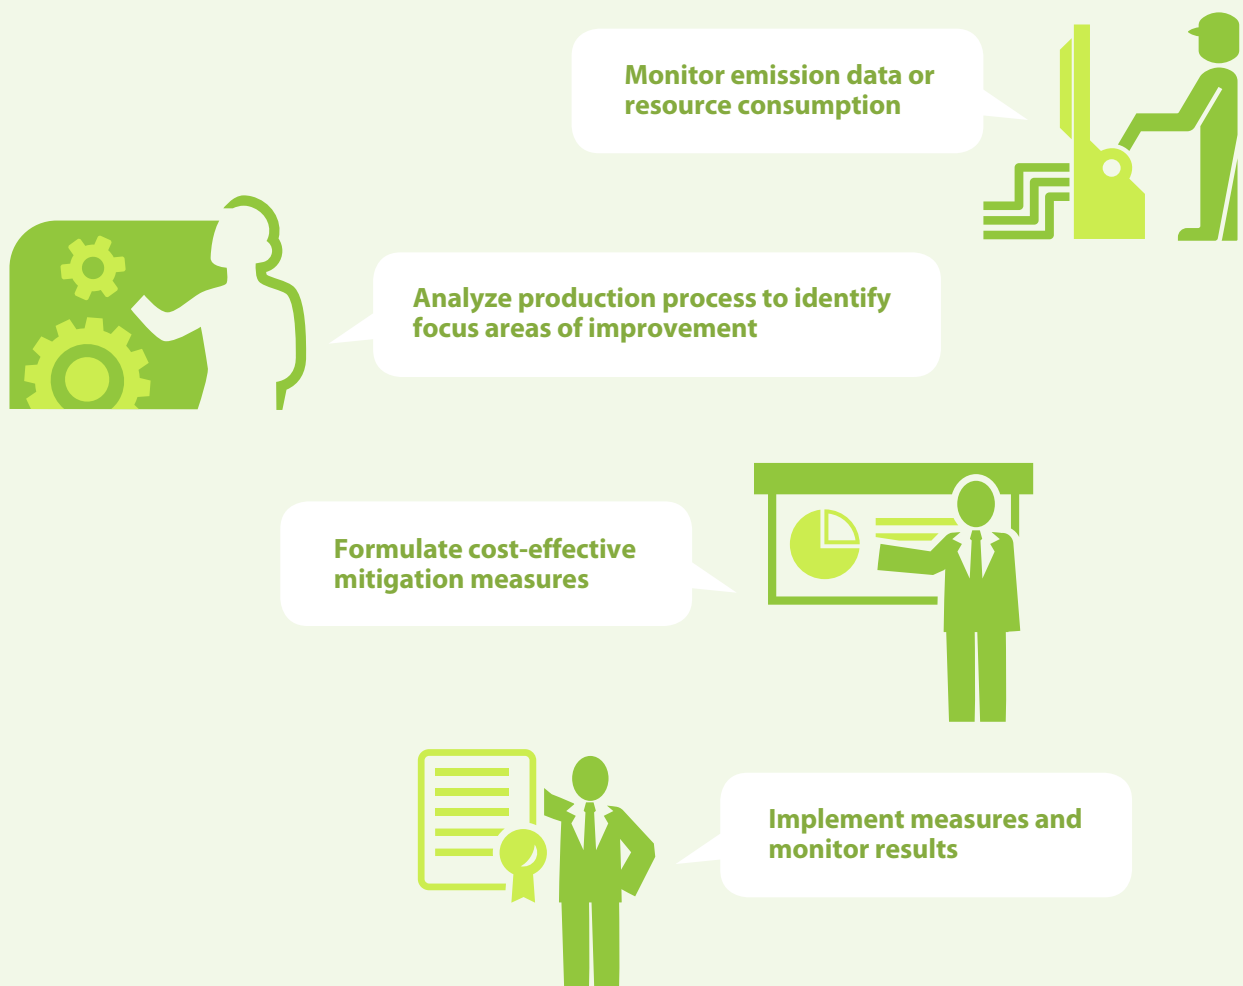 Monitor emission data or
resource consumption
Analyze production process to identify
focus areas of improvement
Formulate cost-effective
mitigation measures
Implement measures and
monitor results